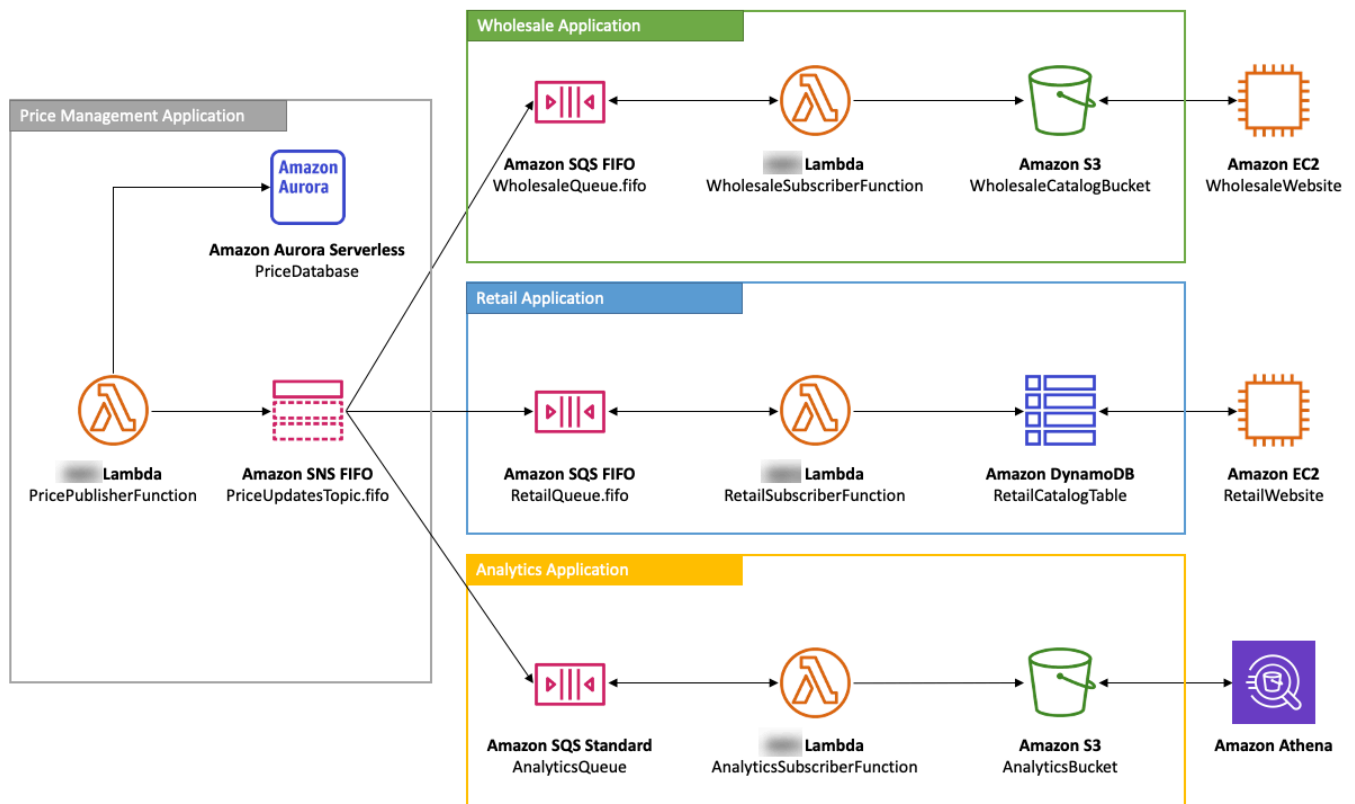 Wholesale Application
Amazon SQS FIFO
WholesaleQueue.fifo
Lambda
WholesaleSubscriberFunction
Amazon S3
WholesaleCatalogBucket
Amazon EC2
WholesaleWebsite
Price Management Application
Amazon
Aurora
Amazon Aurora Serverless
PriceDatabase
Lambda
PricePublisherFunction
Amazon SNS FIFO
PriceUpdatesTopic.fifo
Retail Application
Amazon SQS FIFO
RetailQueue.fifo
Lambda
RetailSubscriberFunction
Amazon DynamoDB
RetailCatalogTable
Amazon EC2
RetailWebsite
Analytics Application
Amazon SQS Standard
AnalyticsQueue
Lambda
AnalyticsSubscriberFunction
Amazon S3
AnalyticsBucket
Amazon Athena